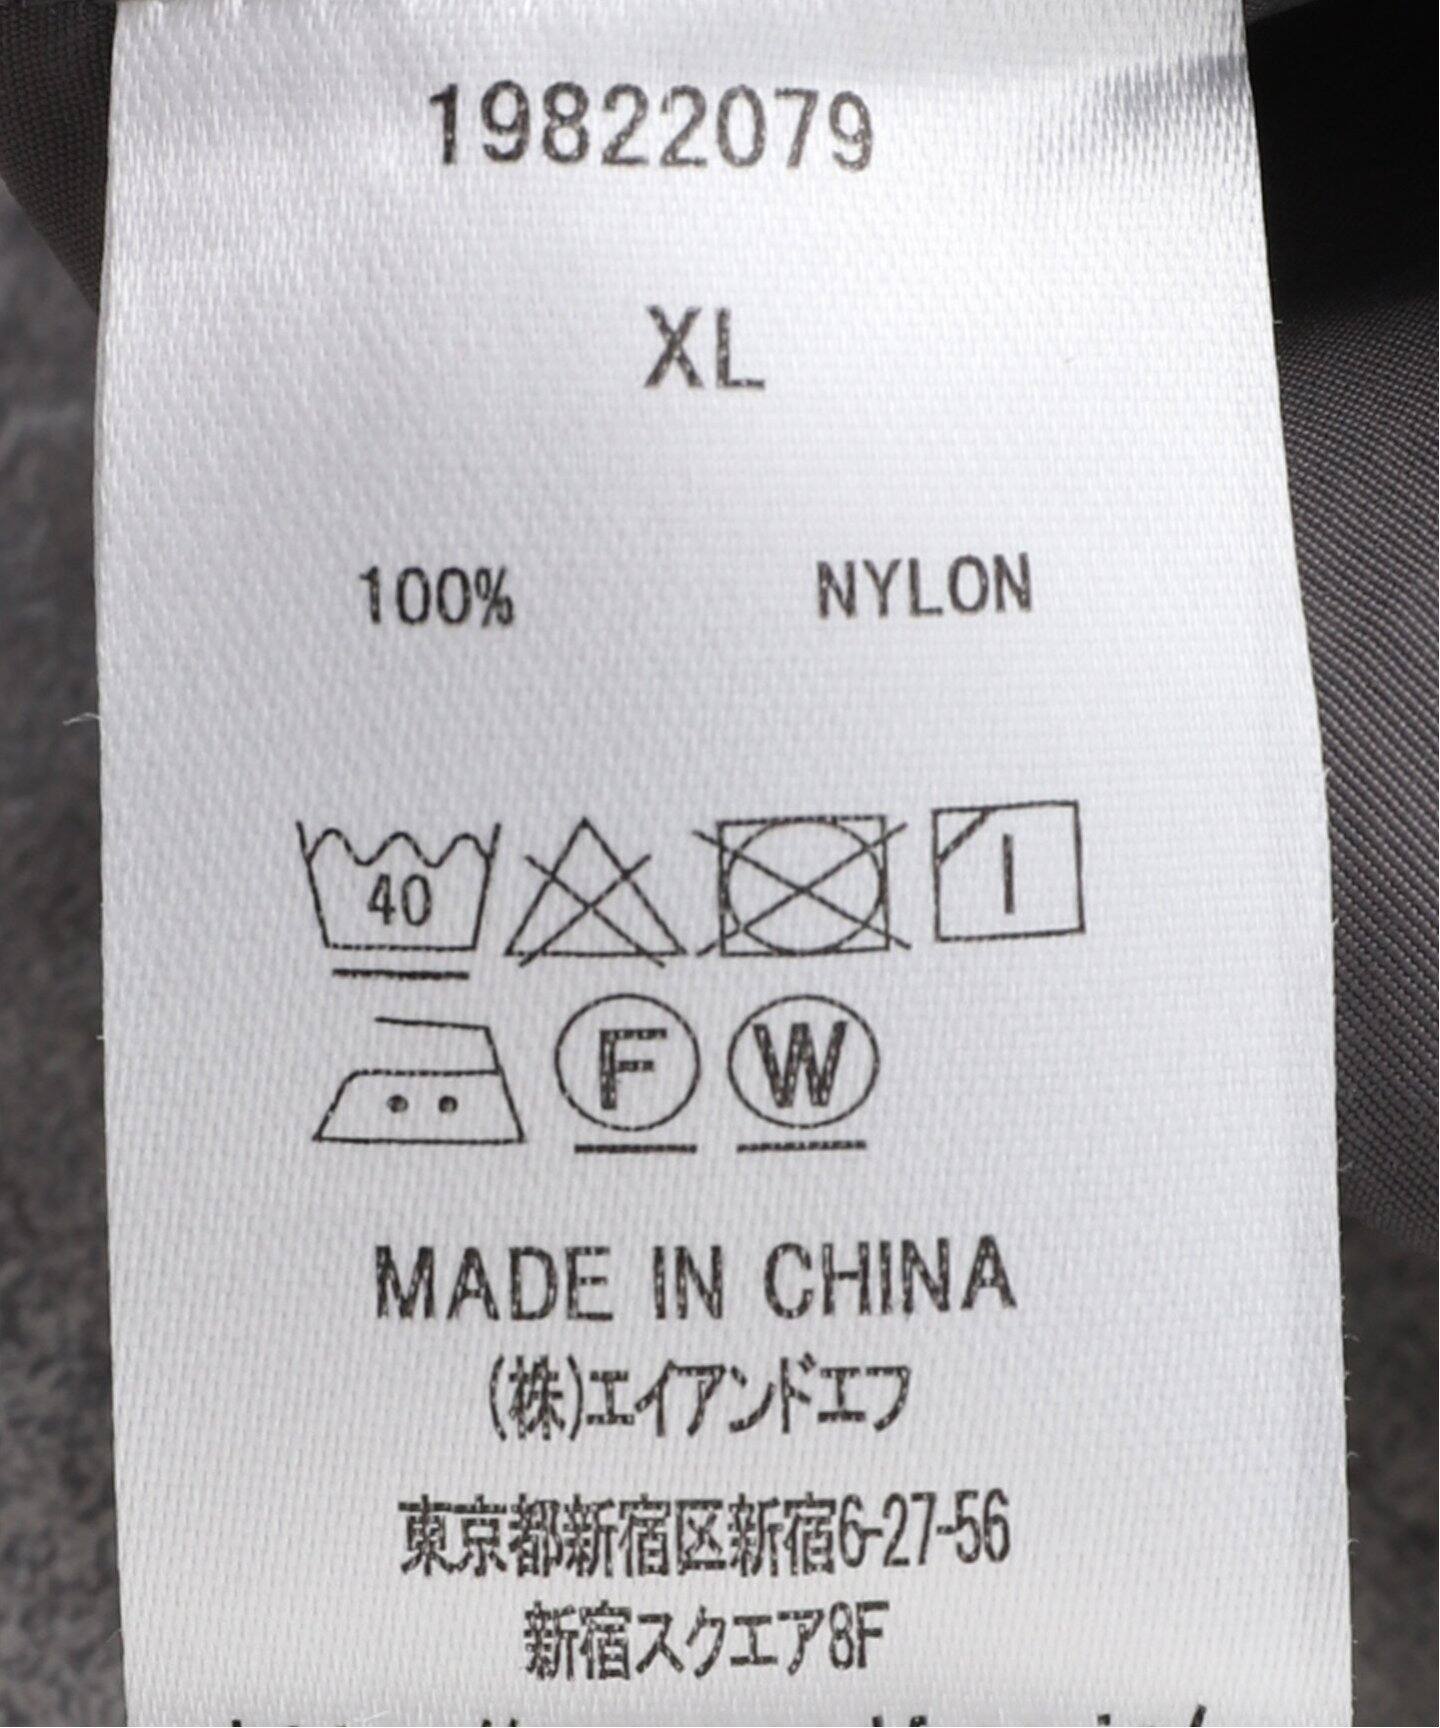 19822079
XL
100% NYLON
40
F W
MADE IN CHINA
(株)エイアンドエフ
東京都新宿区新宿6-27-56
新宿スクエア8F